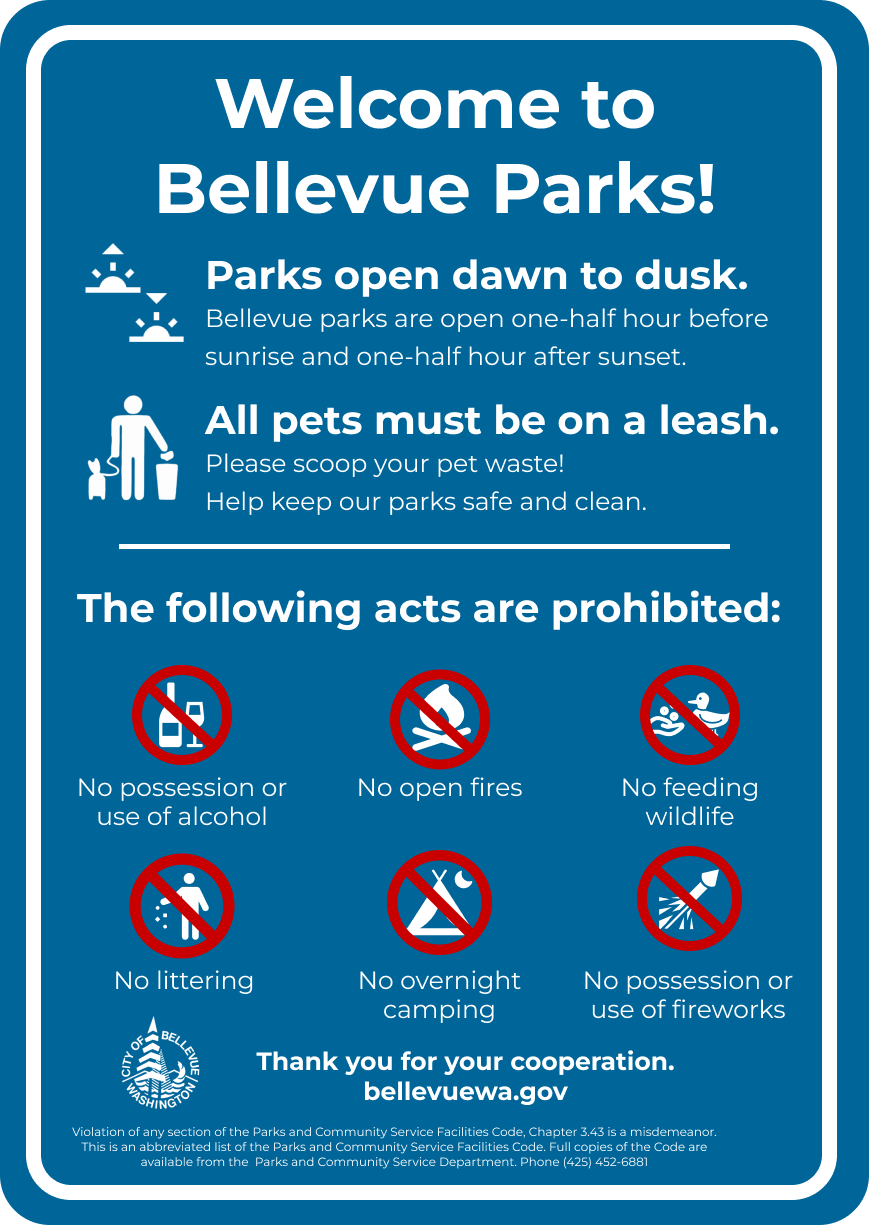 Welcome to
Bellevue Parks!
Parks open dawn to dusk.
Bellevue parks are open one-half hour before
sunrise and one-half hour after sunset.
All pets must be on a leash.
Please scoop your pet waste!
Help keep our parks safe and clean.
The following acts are prohibited:
No possession or
use of alcohol
No open fires
No feeding
wildlife
No littering
No overnight
camping
No possession or
use of fireworks
CITY OF BELLEVUE
WASHINGTON
Thank you for your cooperation.
bellevuewa.gov
Violation of any section of the Parks and Community Service Facilities Code, Chapter 3.43 is a misdemeanor.
This is an abbreviated list of the Parks and Community Service Facilities Code. Full copies of the Code are
available from the  Parks and Community Service Department. Phone (425) 452-6881